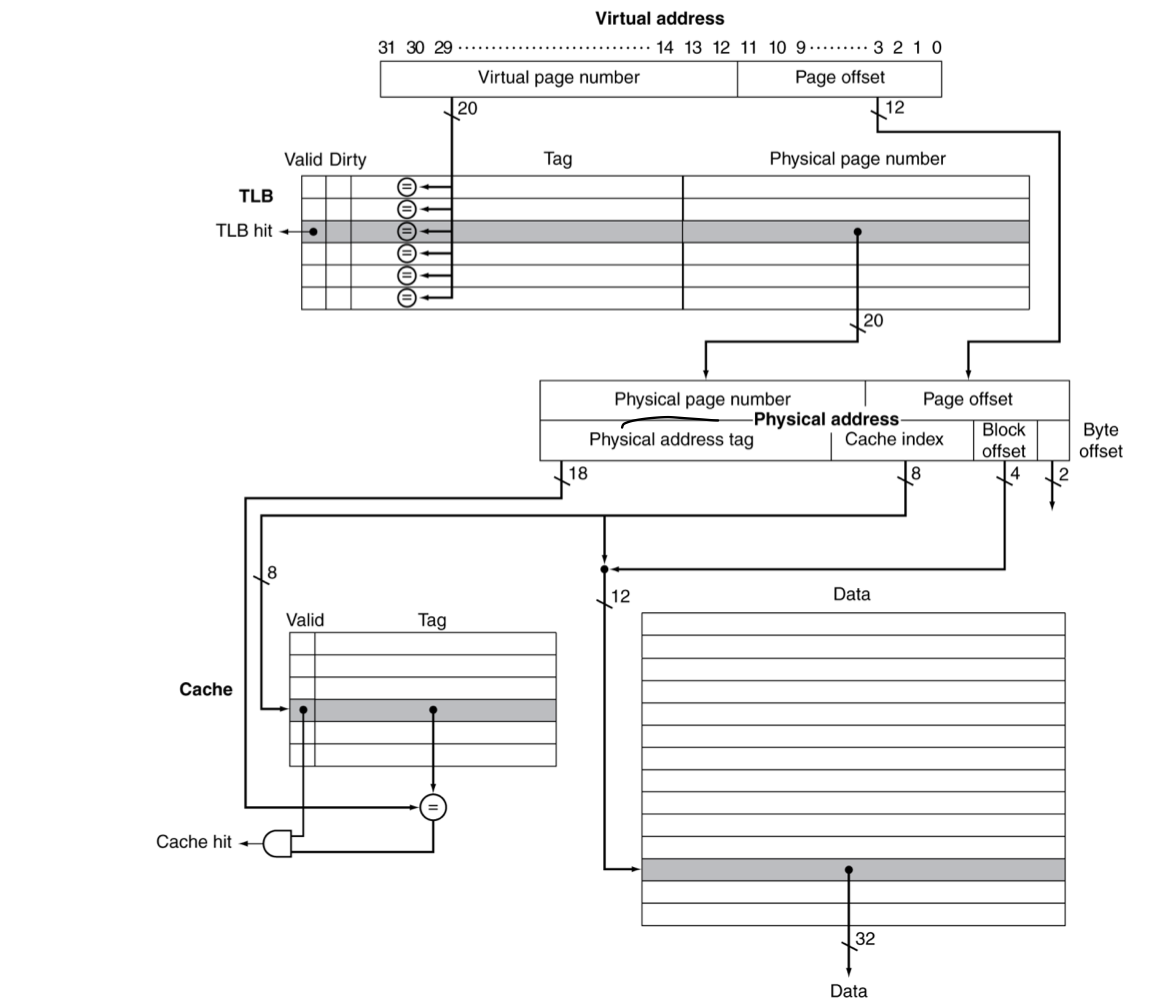 Virtual address
31 30 29 ........................... 14 13 12 11 10 9 ......... 3 2 1 0
Virtual page number Page offset
20 12
Valid Dirty Tag Physical page number
TLB
=
=
TLB hit =
=
=
=
20
Physical page number Page offset
Physical address
Physical address tag Cache index Block offset Byte offset
18 8 4 2
8
12
Data
Valid Tag
Cache
=
Cache hit
32
Data